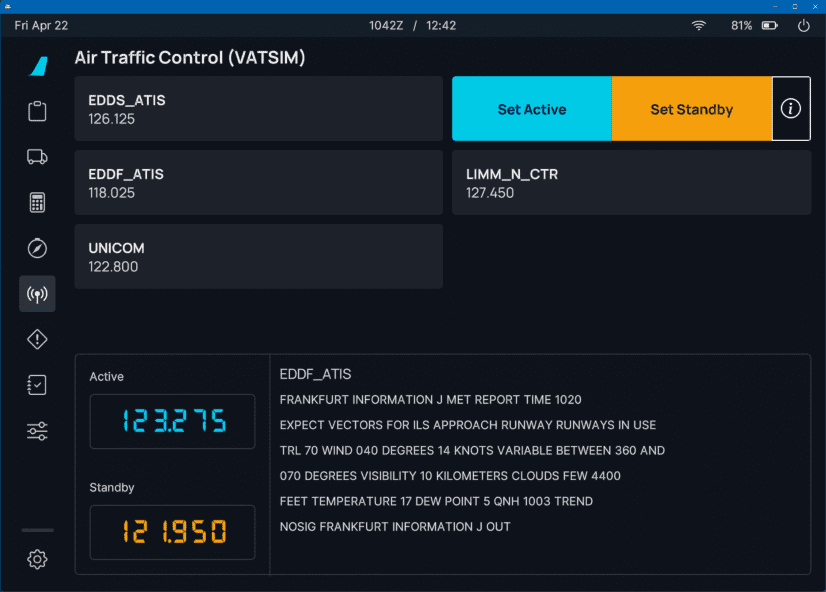 Fri Apr 22
1042Z / 12:42
81%
Air Traffic Control (VATSIM)
EDDS_ATIS
126.125
Set Active
Set Standby
EDDF_ATIS
118.025
LIMM_N_CTR
127.450
UNICOM
122.800
Active
123.275
Standby
121.950
EDDF_ATIS
FRANKFURT INFORMATION J MET REPORT TIME 1020
EXPECT VECTORS FOR ILS APPROACH RUNWAY RUNWAYS IN USE
TRL 70 WIND 040 DEGREES 14 KNOTS VARIABLE BETWEEN 360 AND
070 DEGREES VISIBILITY 10 KILOMETERS CLOUDS FEW 4400
FEET TEMPERATURE 17 DEW POINT 5 QNH 1003 TREND
NOSIG FRANKFURT INFORMATION J OUT